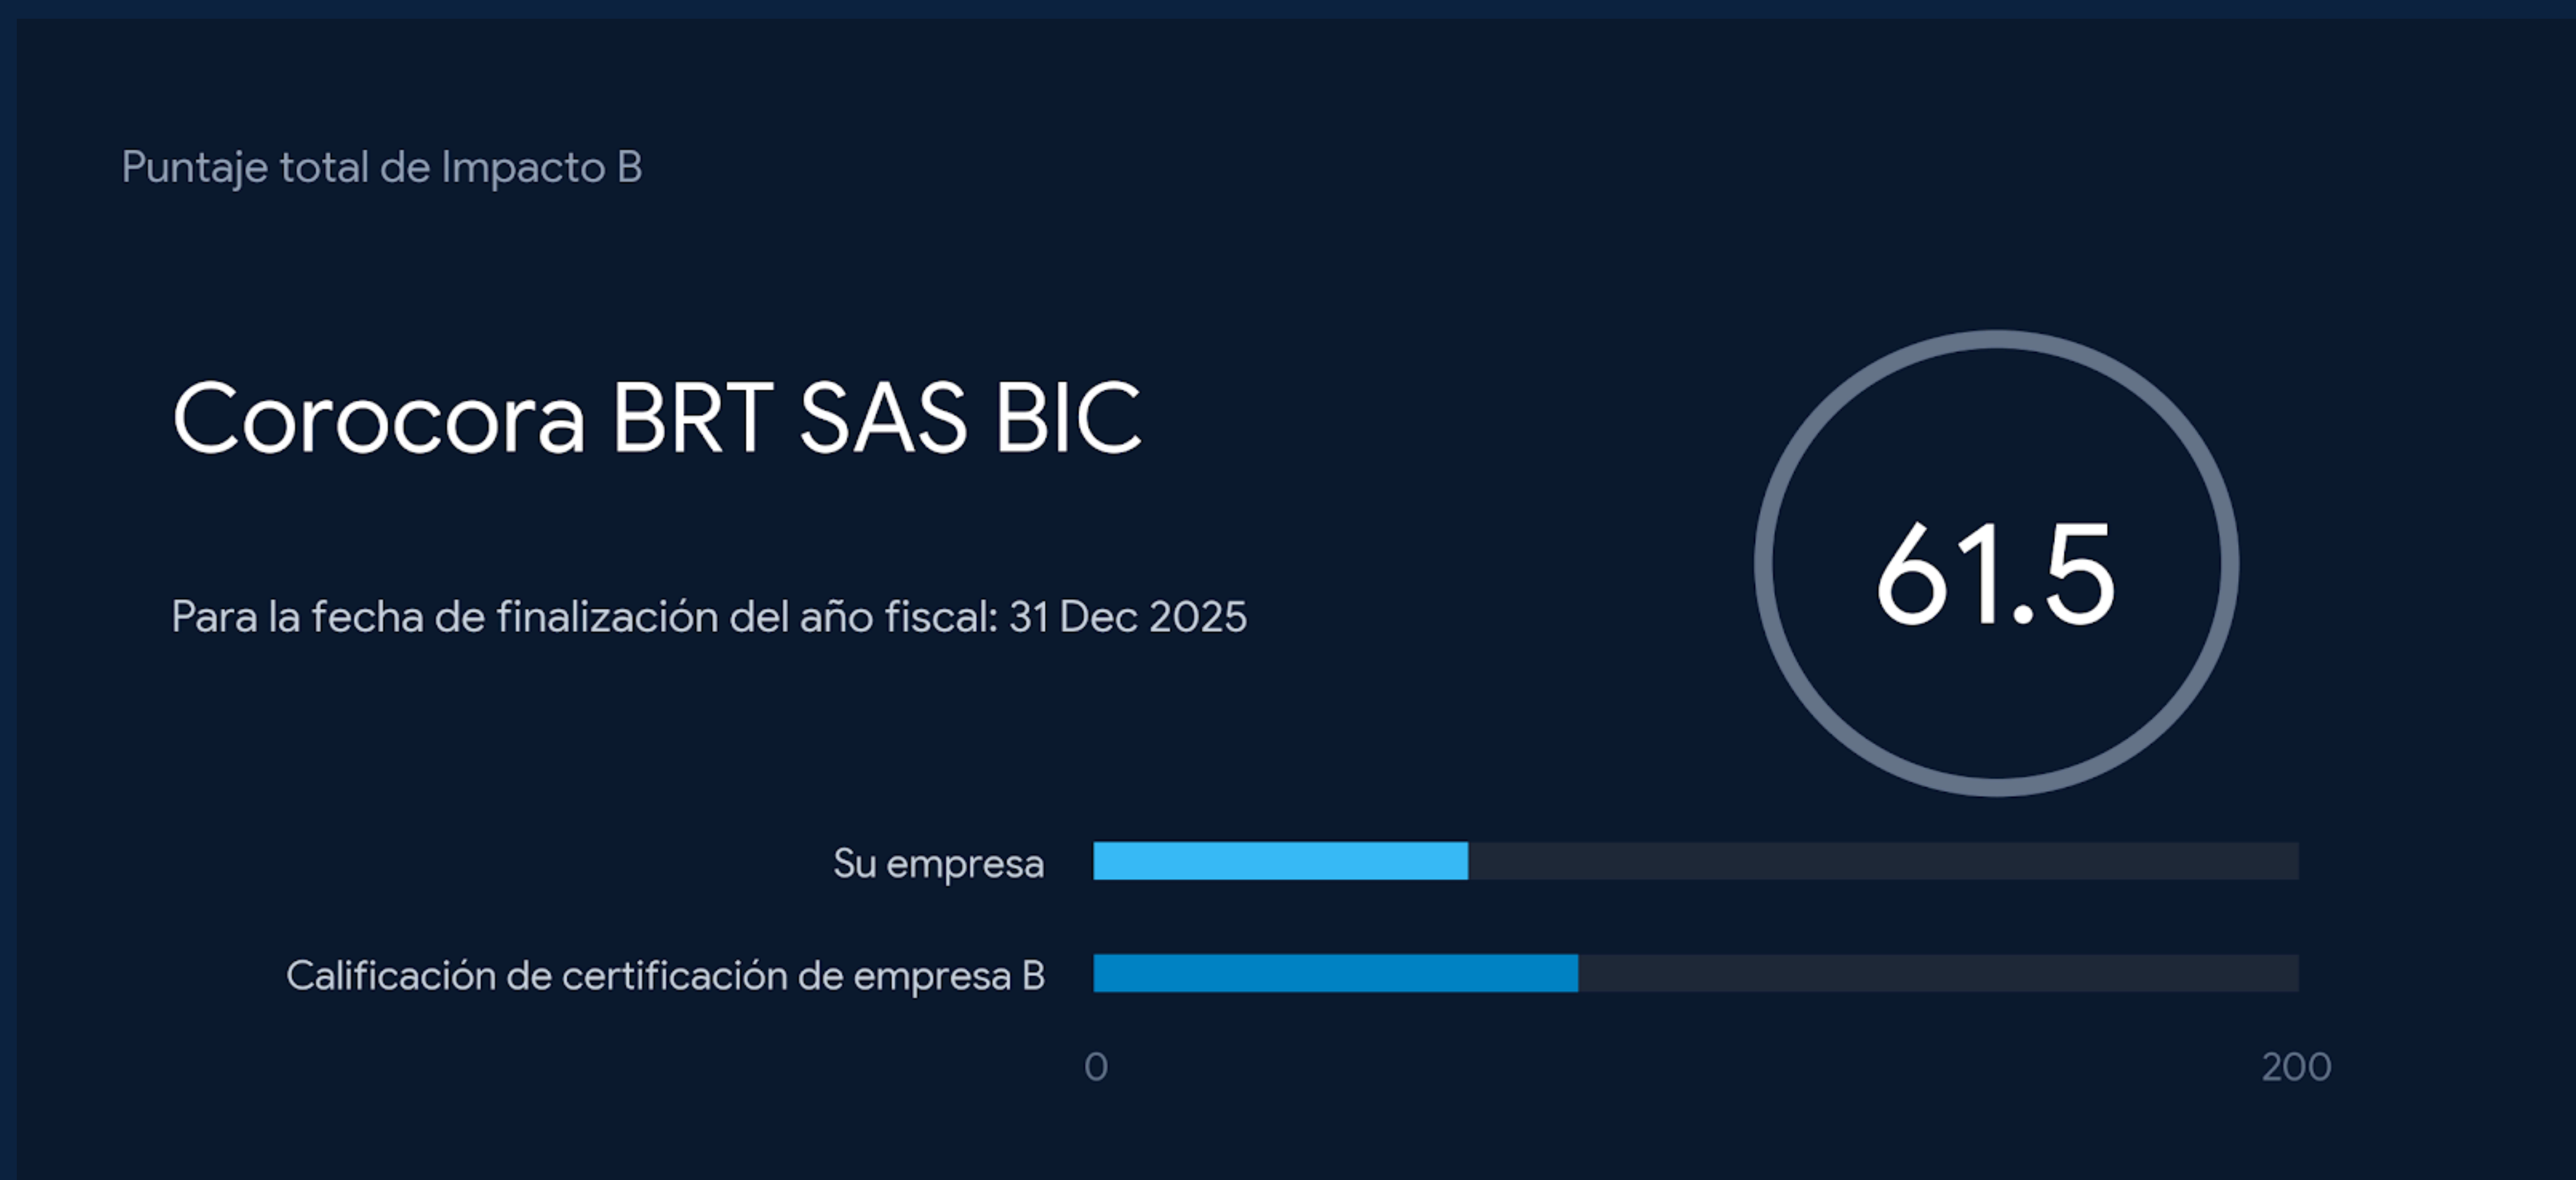 Puntaje total de Impacto B
Corocora BRT SAS BIC
Para la fecha de finalización del año fiscal: 31 Dec 2025
61.5
Su empresa
Calificación de certificación de empresa B
0 200